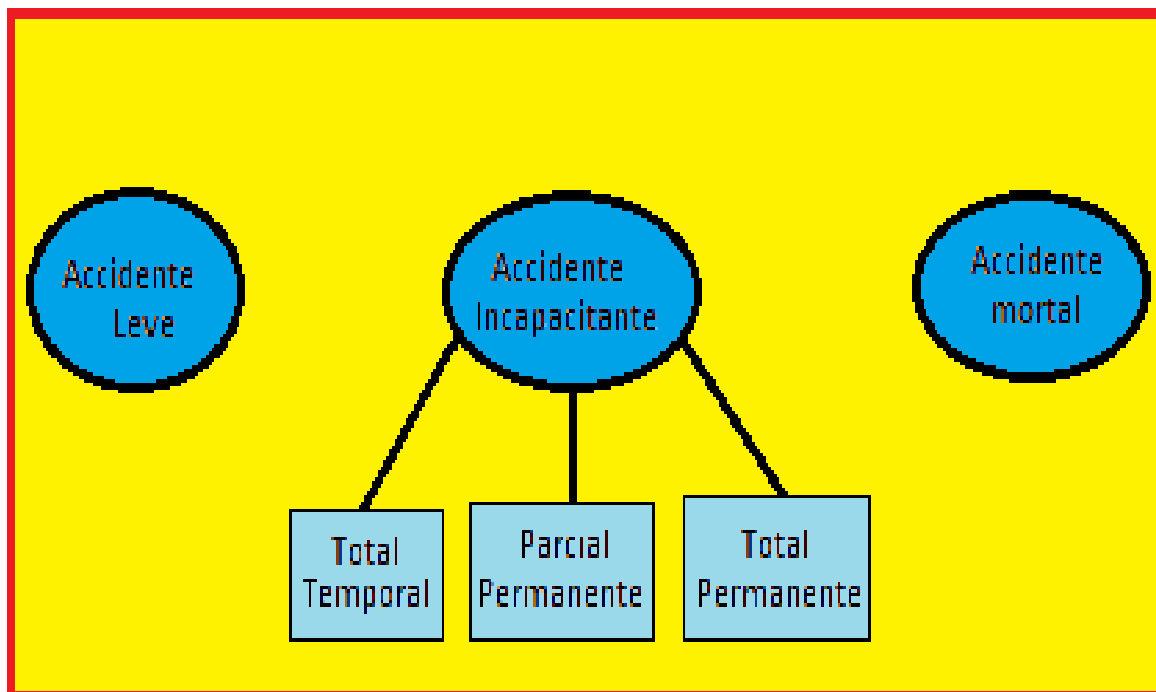 Accidente
Leve
Accidente
Incapacitante
Accidente
mortal
Total
Temporal
Parcial
Permanente
Total
Permanente